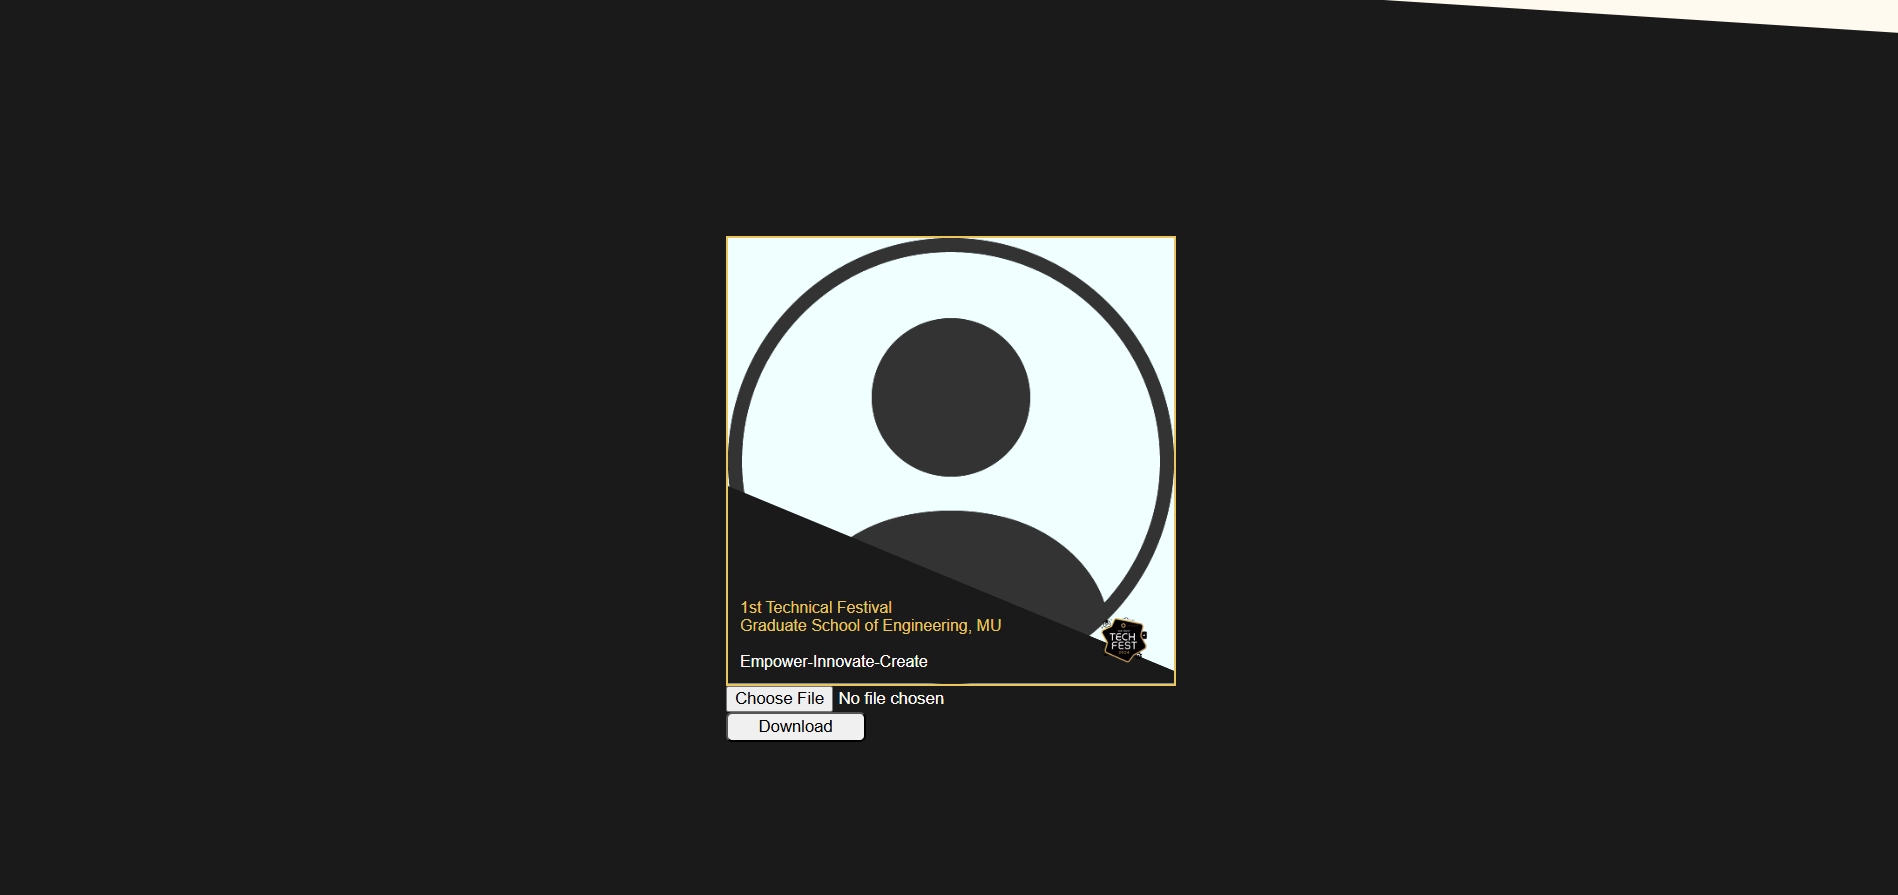 1st Technical Festival
Graduate School of Engineering, MU
TECH
FEST
Empower-Innovate-Create
Choose File No file chosen
Download